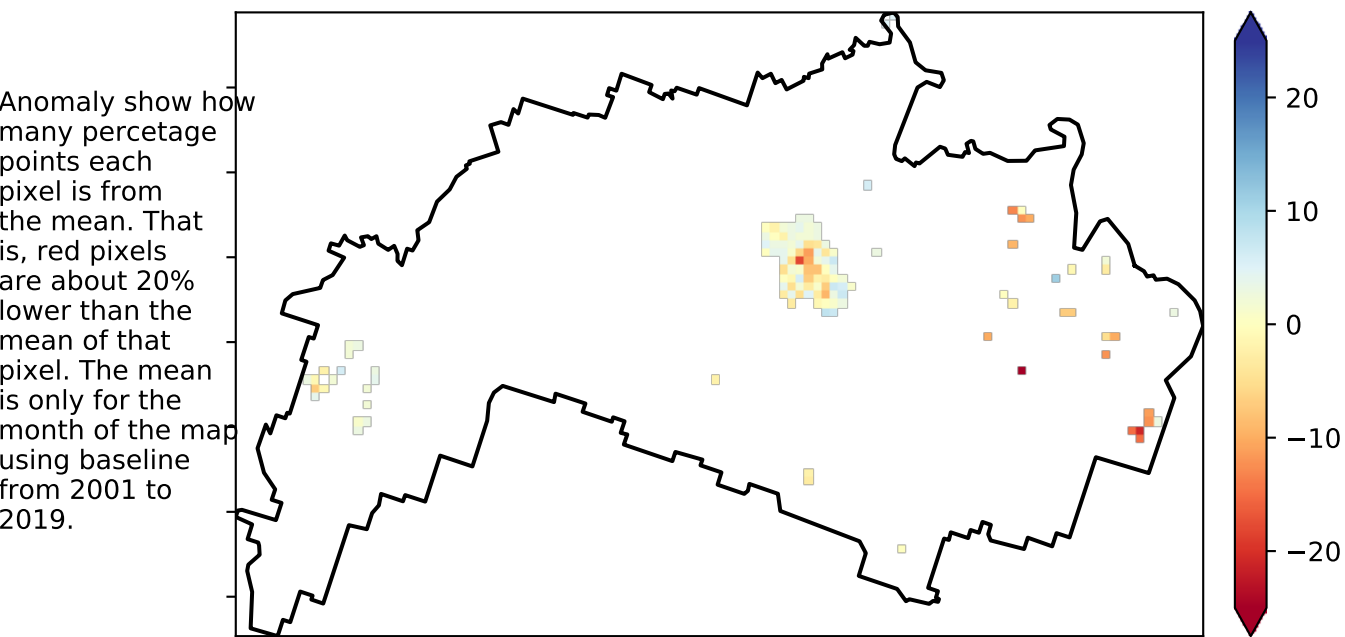 Anomaly show how
many percetage
points each
pixel is from
the mean. That
is, red pixels
are about 20%
lower than the
mean of that
pixel. The mean
is only for the
month of the map
using baseline
from 2001 to
2019.
20
10
0
−10
−20